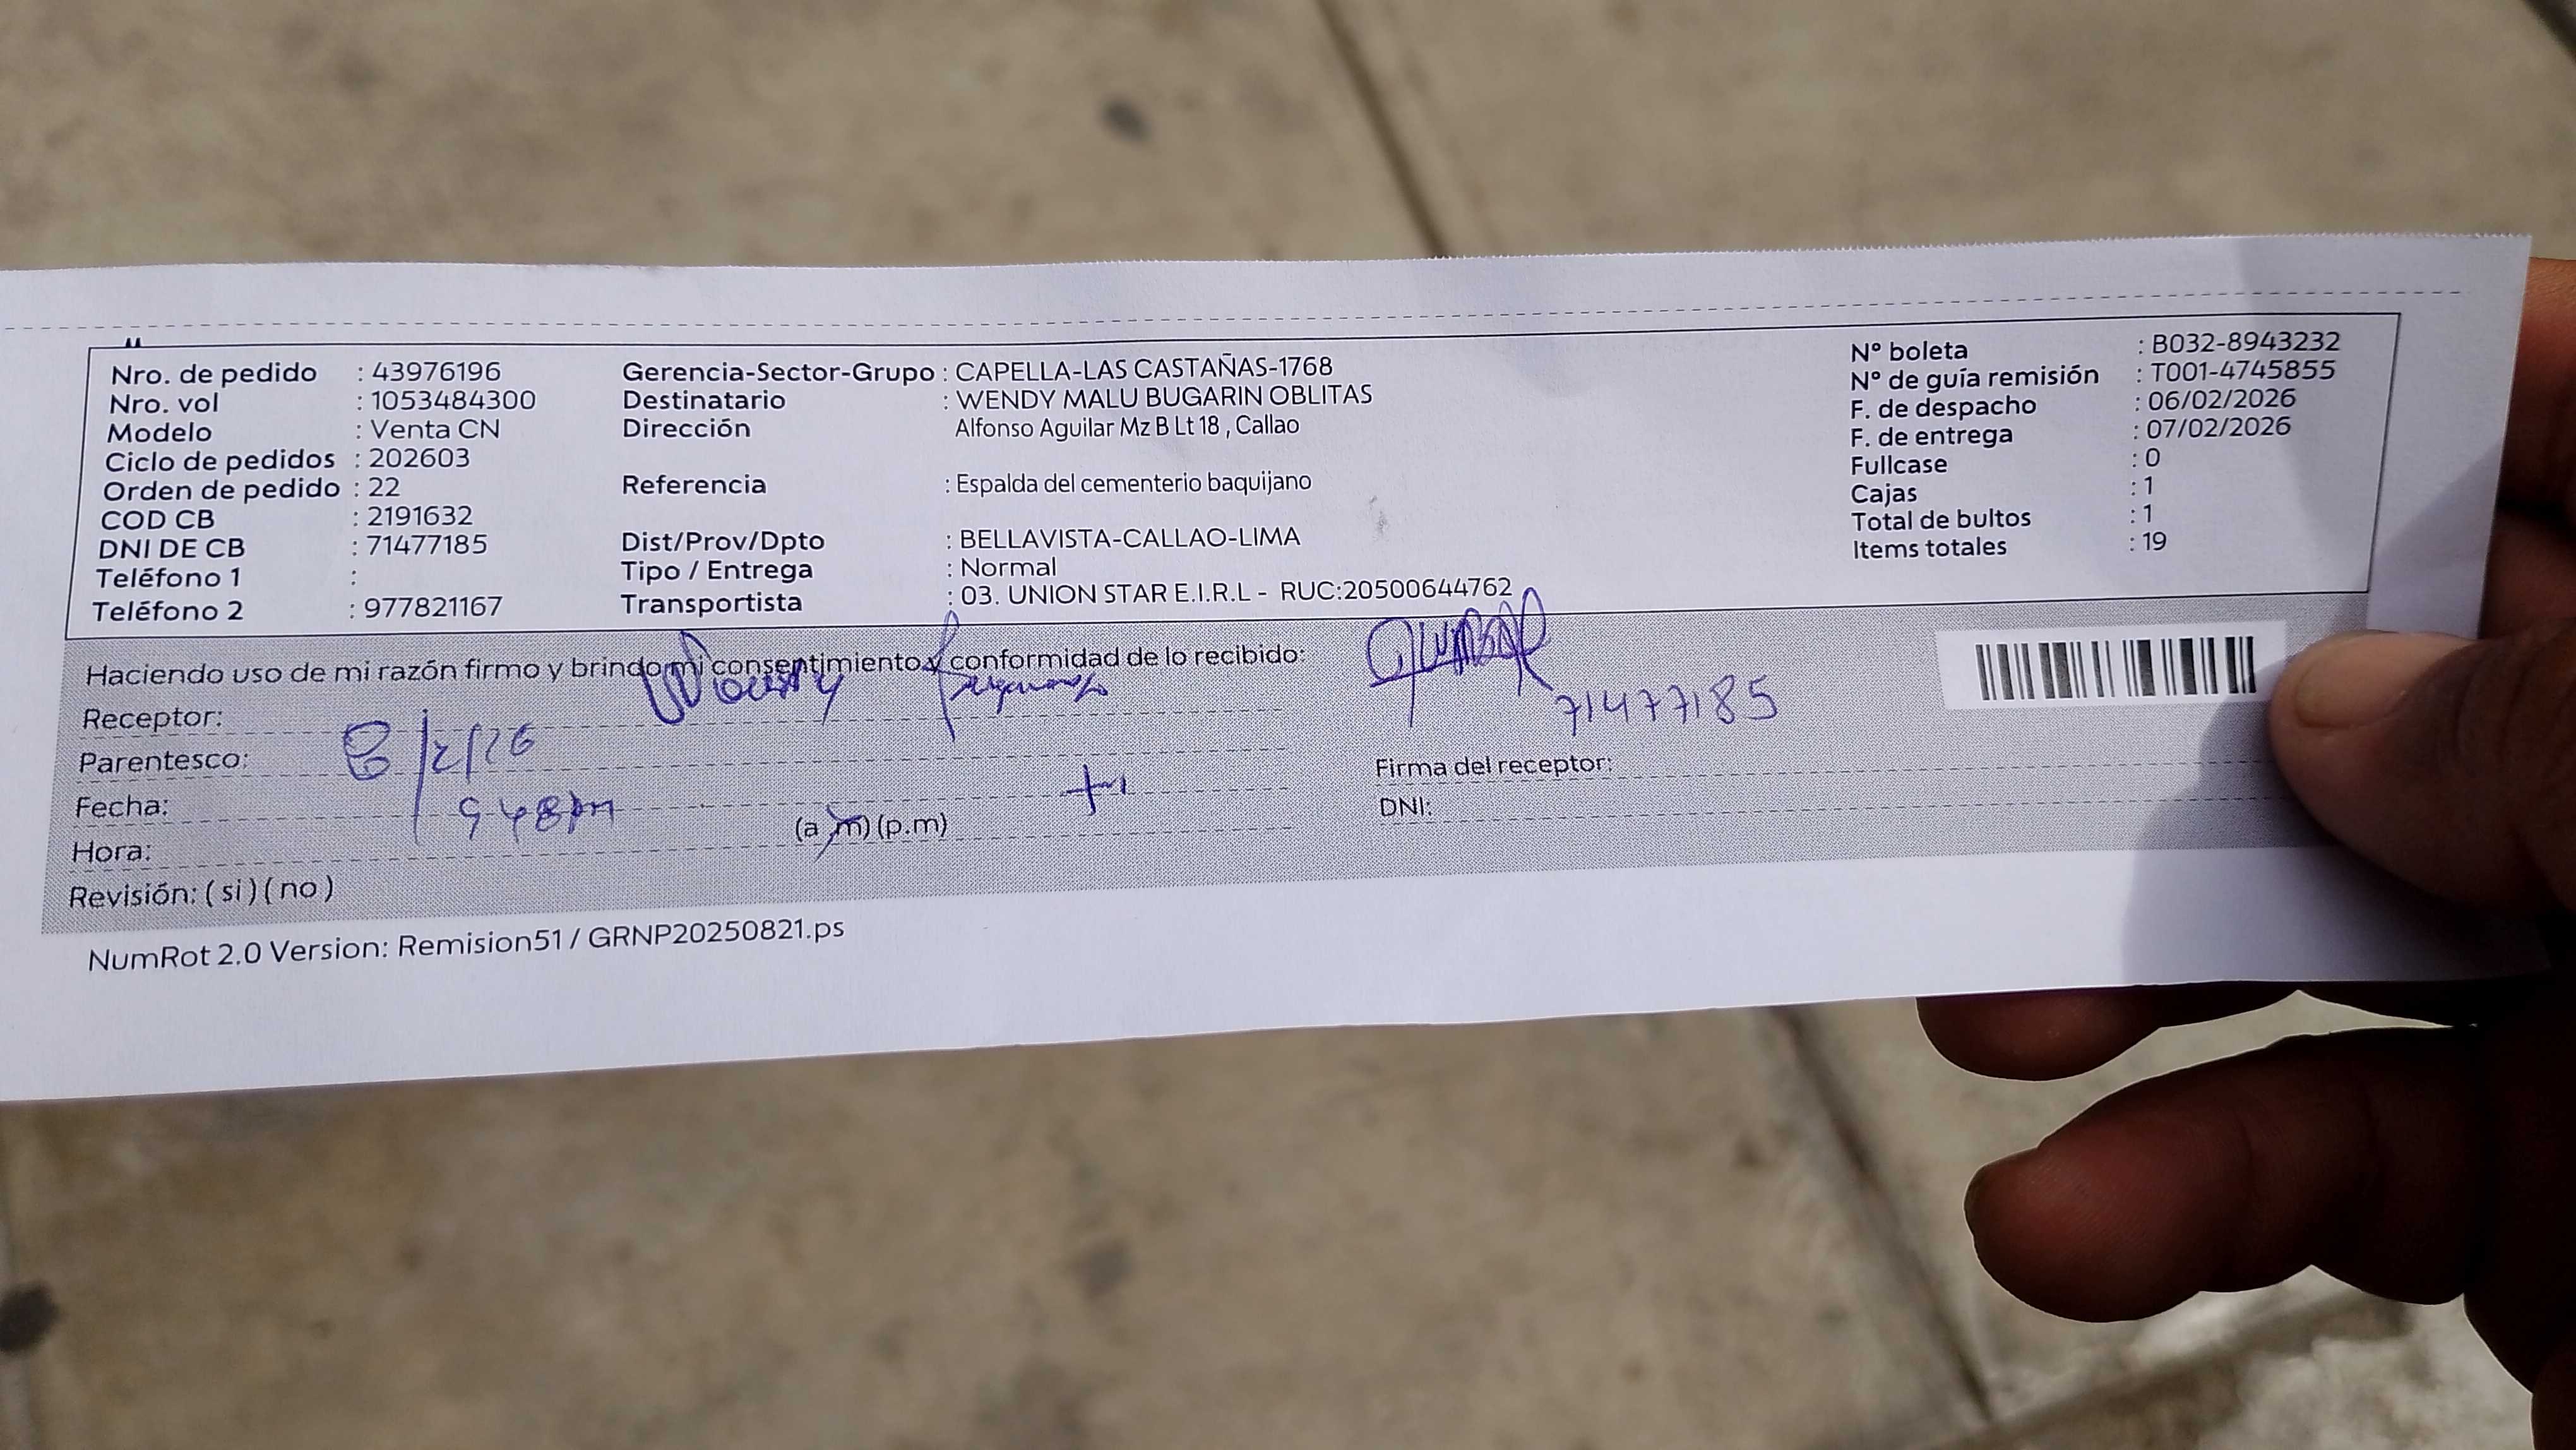 Nro. de pedido : 43976196
Nro. vol : 1053484300
Modelo : Venta CN
Ciclo de pedidos : 202603
Orden de pedido : 22
COD CB : 2191632
DNI DE CB : 71477185
Teléfono 1 :
Teléfono 2 : 977821167
Gerencia-Sector-Grupo : CAPELLA-LAS CASTAÑAS-1768
Destinatario : WENDY MALU BUGARIN OBLITAS
Dirección Alfonso Aguilar Mz B Lt 18 , Callao
Referencia : Espalda del cementerio baquijano
Dist/Prov/Dpto : BELLAVISTA-CALLAO-LIMA
Tipo / Entrega : Normal
Transportista : 03. UNION STAR E.I.R.L - RUC:20500644762
N° boleta : B032-8943232
N° de guía remisión : T001-4745855
F. de despacho : 06/02/2026
F. de entrega : 07/02/2026
Fullcase : 0
Cajas : 1
Total de bultos : 1
Items totales : 19
Haciendo uso de mi razón firmo y brindo mi consentimiento y conformidad de lo recibido:
Receptor:
Parentesco: 8/2/26
Fecha:
Hora: 948pm (a.m) (p.m)
Revisión: ( si ) ( no )
71477185
Firma del receptor:
DNI:
NumRot 2.0 Version: Remision51 / GRNP20250821.ps